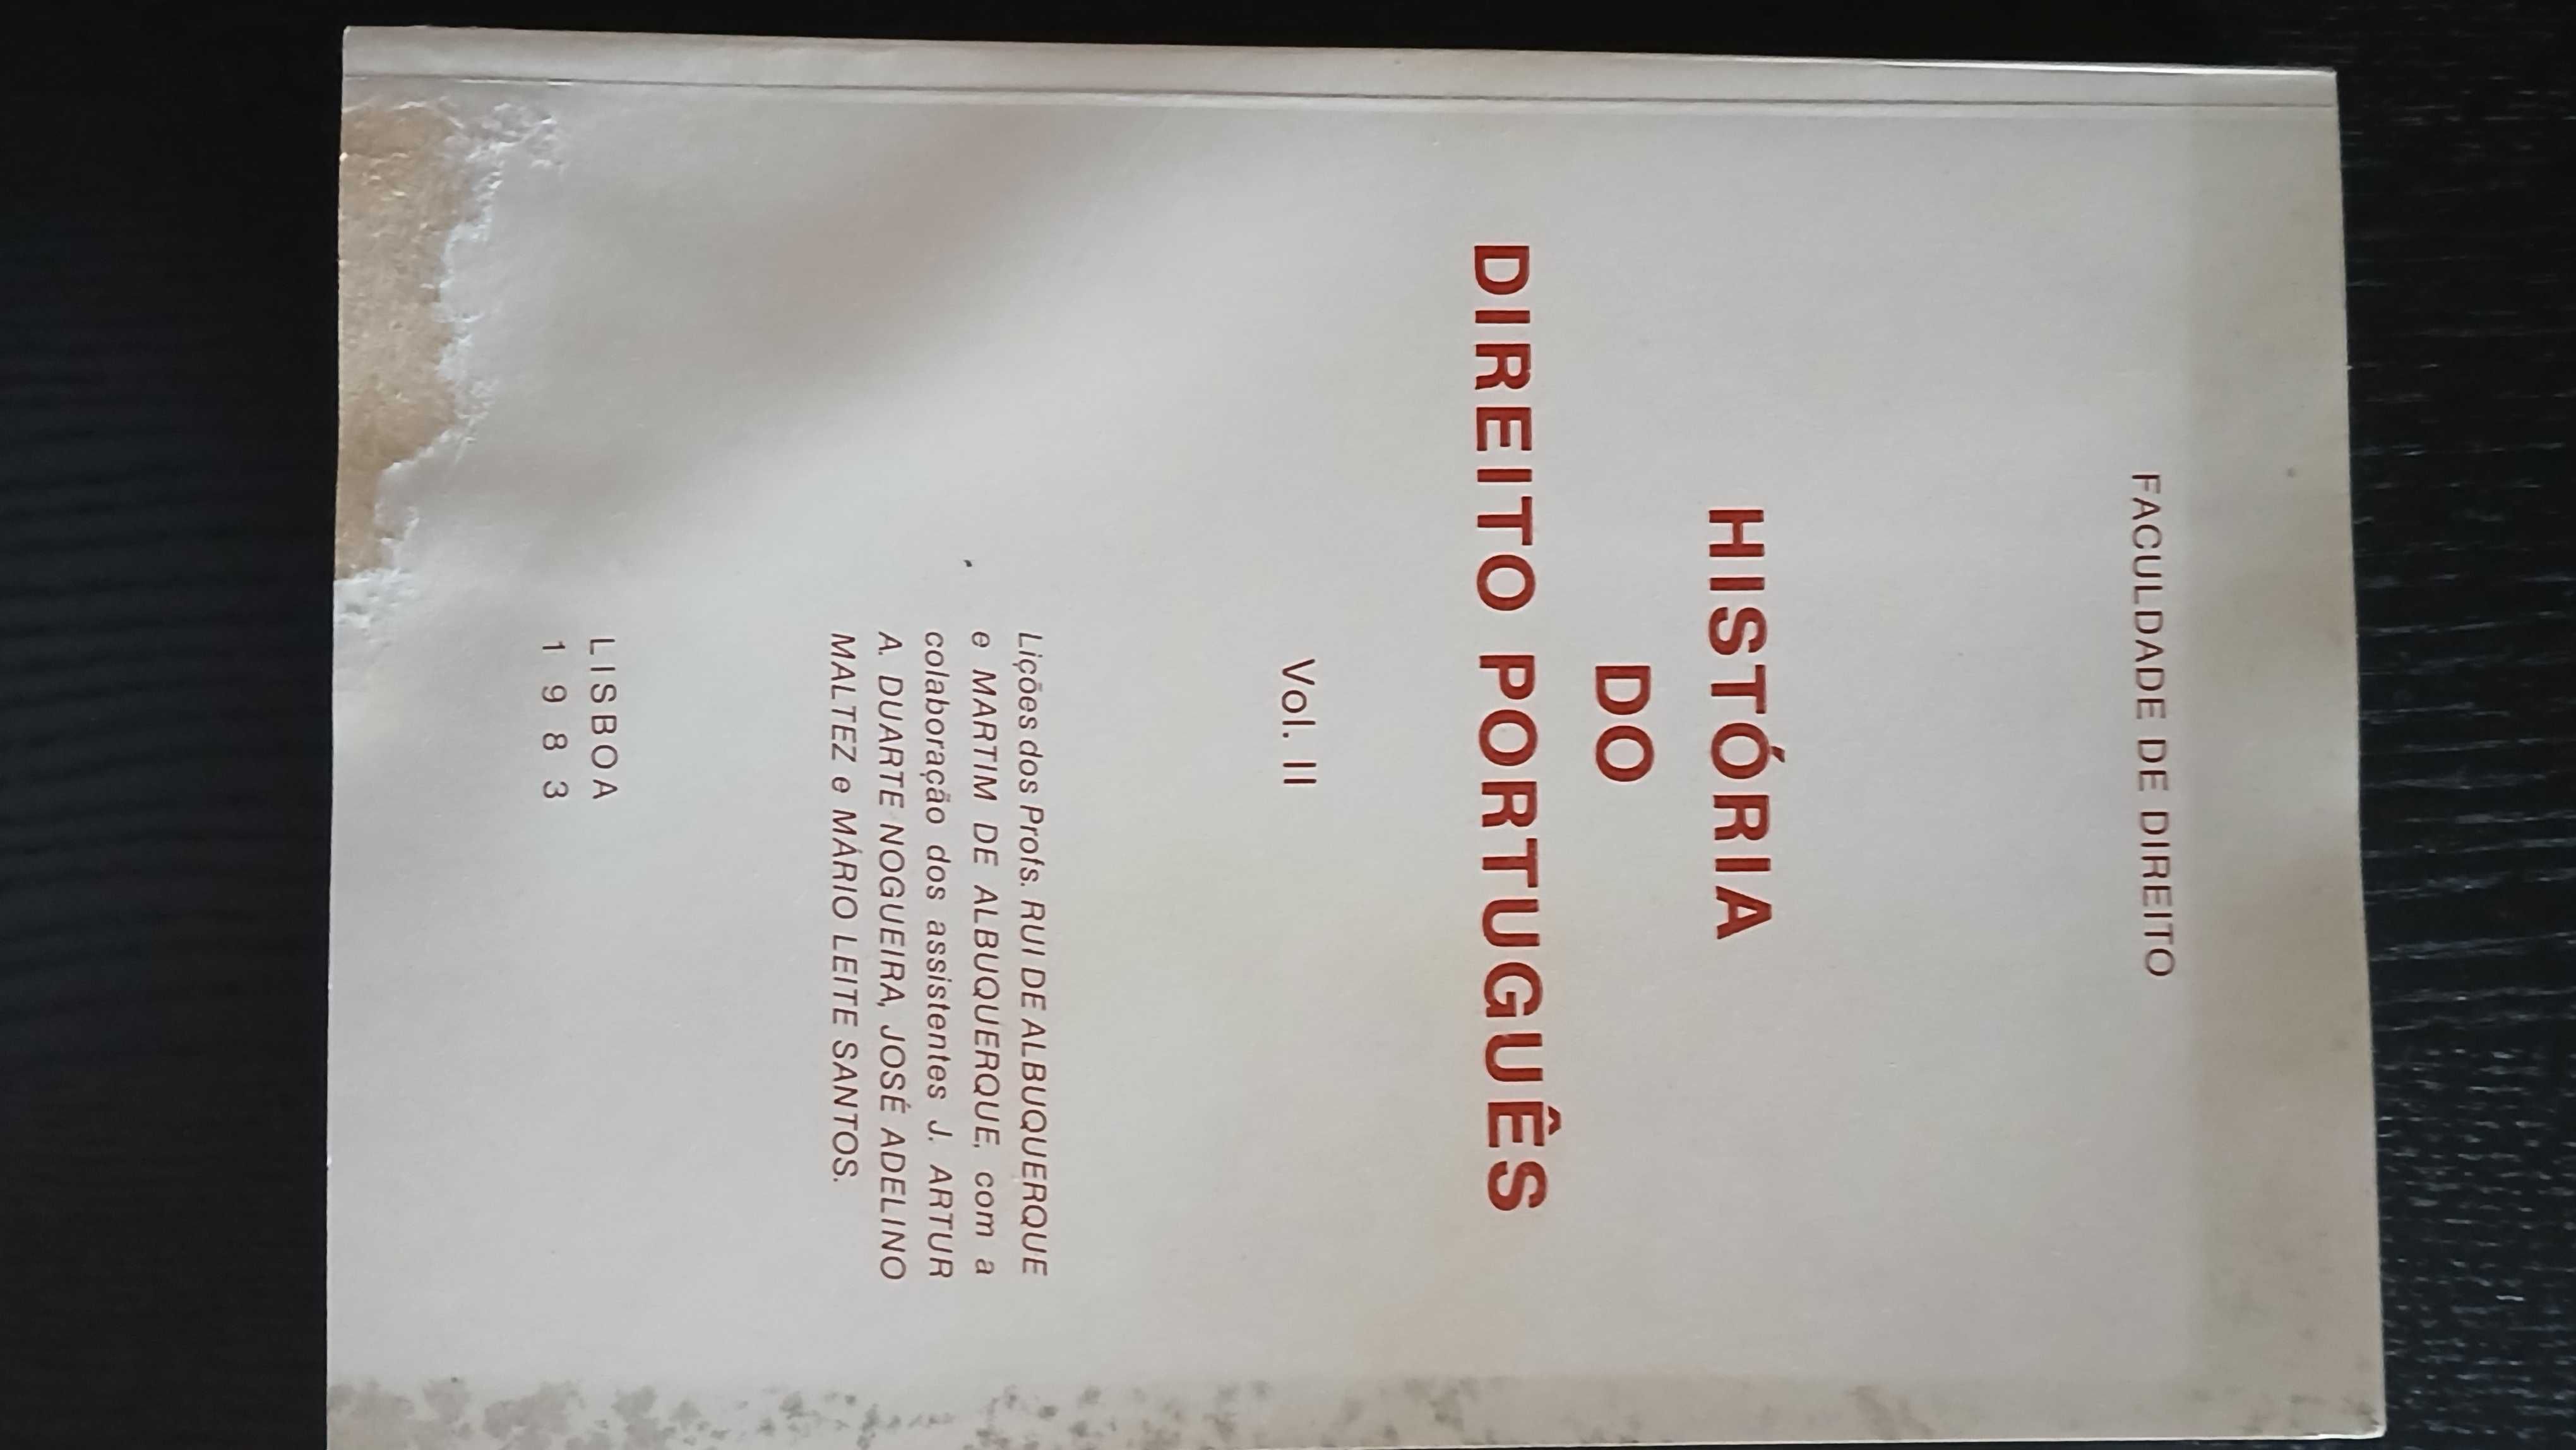 FACULDADE DE DIREITO
HISTÓRIA
DO
DIREITO PORTUGUÊS
Vol. II
Lições dos Profs. RUI DE ALBUQUERQUE
e MARTIM DE ALBUQUERQUE, com a
colaboração dos assistentes J. ARTUR
A. DUARTE NOGUEIRA, JOSÉ ADELINO
MALTEZ e MÁRIO LEITE SANTOS.
LISBOA
1983